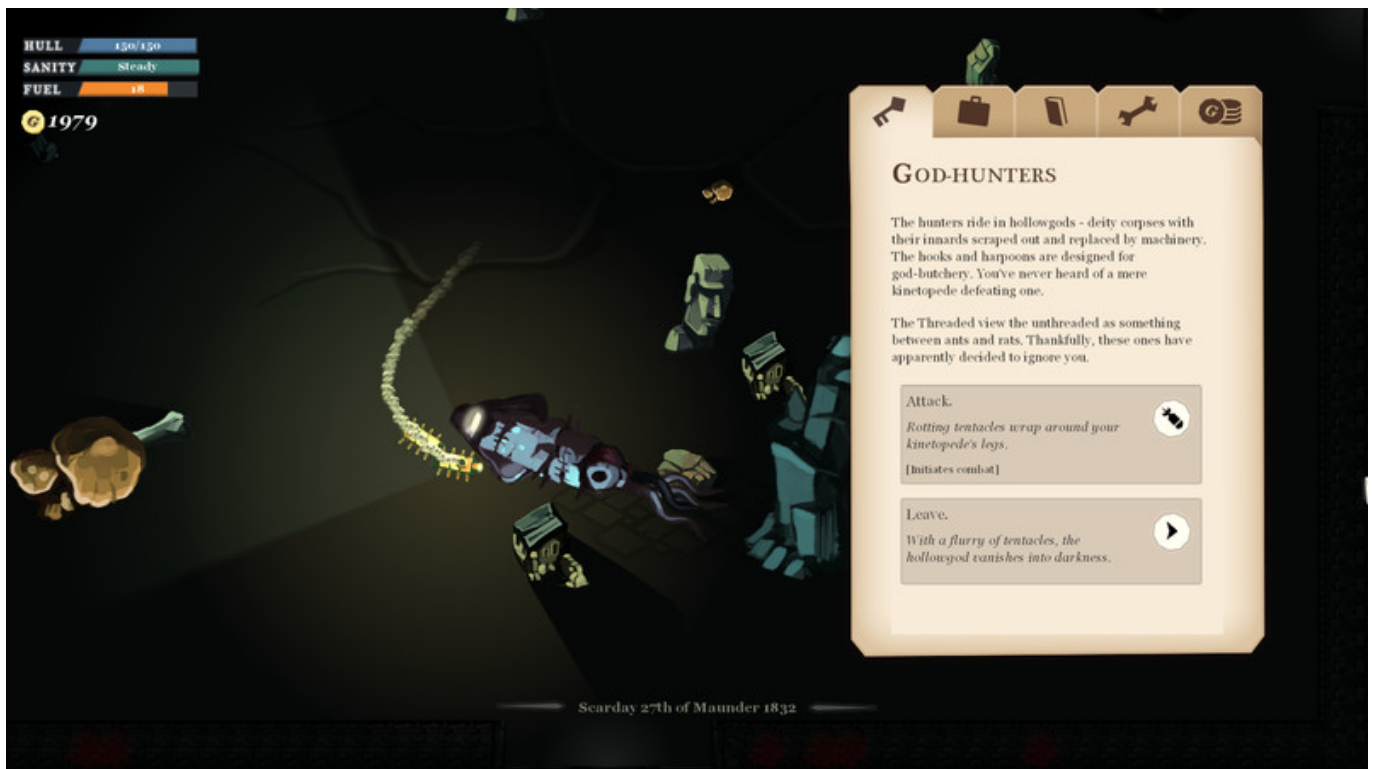 HULL 150/150
SANITY Steady
FUEL 18
G 1979
G
GOD-HUNTERS
The hunters ride in hollowgods - deity corpses with
their innards scraped out and replaced by machinery.
The hooks and harpoons are designed for
god-butchery. You've never heard of a mere
kinetopede defeating one.
The Threaded view the unthreaded as something
between ants and rats. Thankfully, these ones have
apparently decided to ignore you.
Attack.
Rotting tentacles wrap around your
kinetopede's legs.
[Initiates combat]
Leave.
With a flurry of tentacles, the
hollowgod vanishes into darkness.
Scarday 27th of Maunder 1832